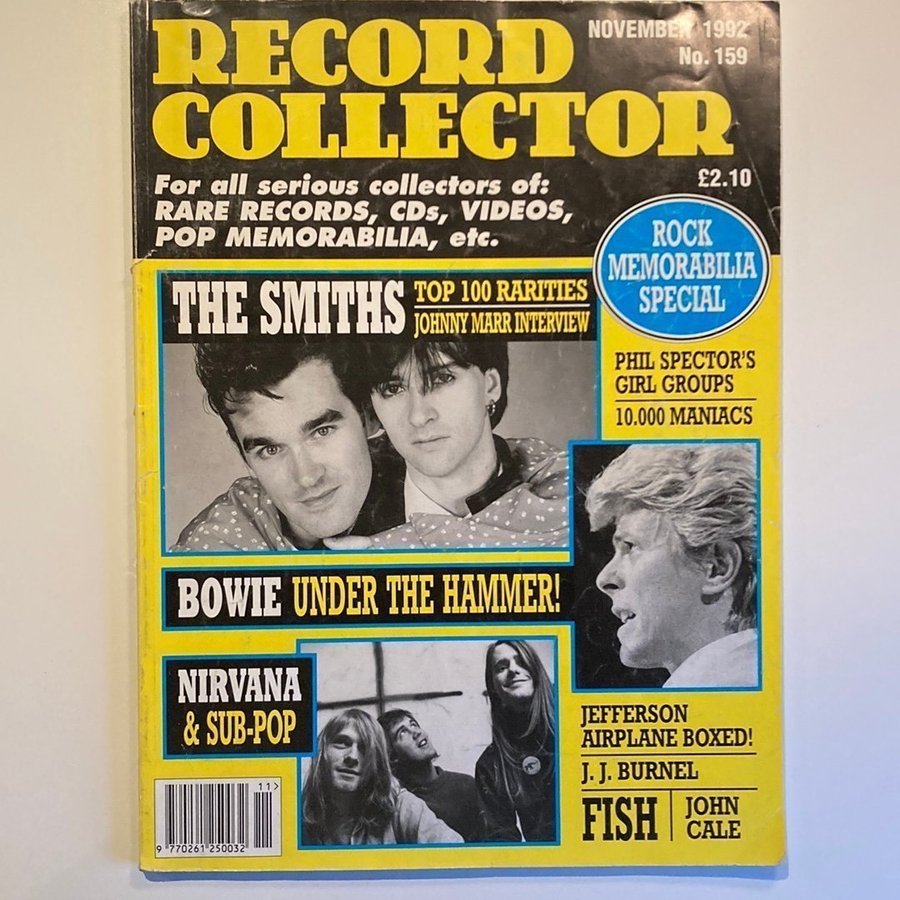 RECORD
COLLECTOR
NOVEMBER 1992
No. 159
£2.10
For all serious collectors of:
RARE RECORDS, CDs, VIDEOS,
POP MEMORABILIA, etc.
ROCK
MEMORABILIA
SPECIAL
THE SMITHS
TOP 100 RARITIES
JOHNNY MARR INTERVIEW
PHIL SPECTOR'S
GIRL GROUPS
10.000 MANIACS
BOWIE UNDER THE HAMMER!
NIRVANA
& SUB-POP
JEFFERSON
AIRPLANE BOXED!
J. J. BURNEL
FISH
JOHN
CALE
11>
9 770261 250032